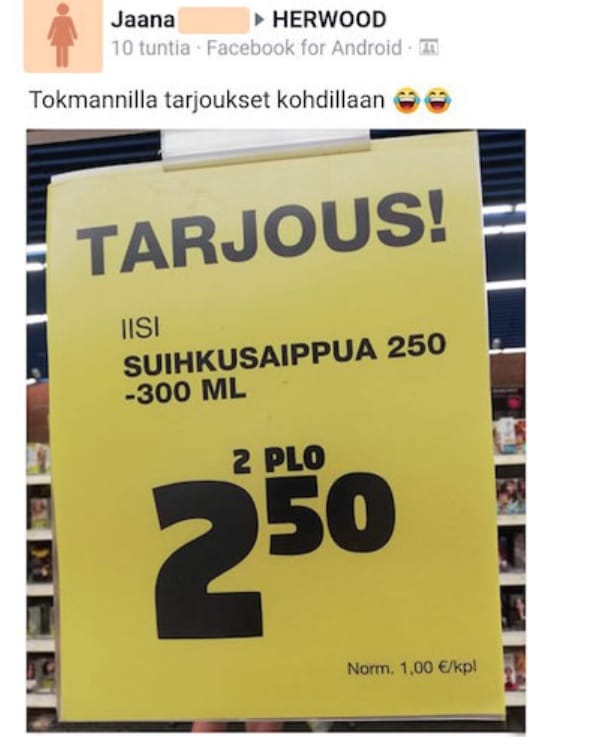 Jaana ▸ HERWOOD
10 tuntia · Facebook for Android ·
Tokmannilla tarjoukset kohdillaan 😂😂
TARJOUS!
IISI
SUIHKUSAIPPUA 250
-300 ML
2 PLO
2 50
Norm. 1,00 €/kpl